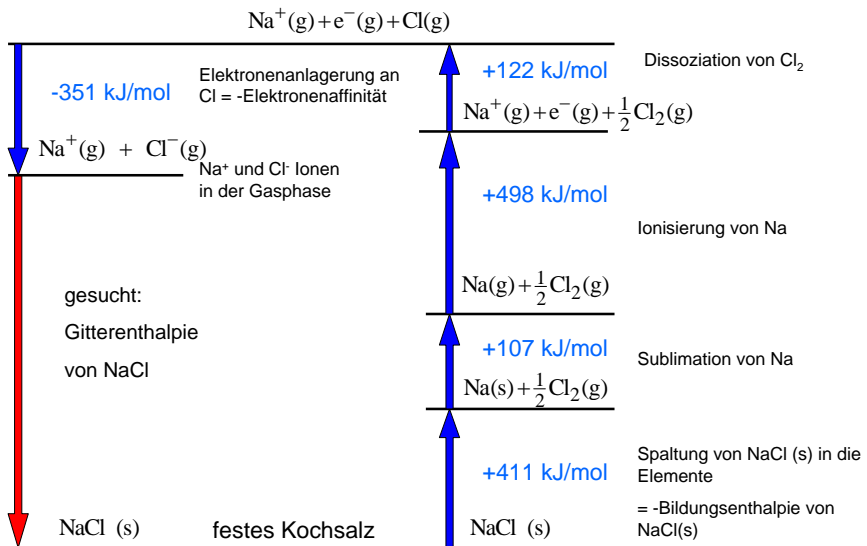 Na⁺(g)+e⁻(g)+Cl(g)
-351 kJ/mol
Elektronenanlagerung an
Cl = -Elektronenaffinität
+122 kJ/mol
Dissoziation von Cl₂
Na⁺(g)+e⁻(g)+½Cl₂(g)
Na⁺(g) + Cl⁻(g)
Na⁺ und Cl⁻ Ionen
in der Gasphase
+498 kJ/mol
Ionisierung von Na
Na(g)+½Cl₂(g)
gesucht:
Gitterenthalpie
von NaCl
+107 kJ/mol
Sublimation von Na
Na(s)+½Cl₂(g)
+411 kJ/mol
Spaltung von NaCl (s) in die
Elemente
= -Bildungsenthalpie von
NaCl(s)
NaCl (s)
festes Kochsalz
NaCl (s)